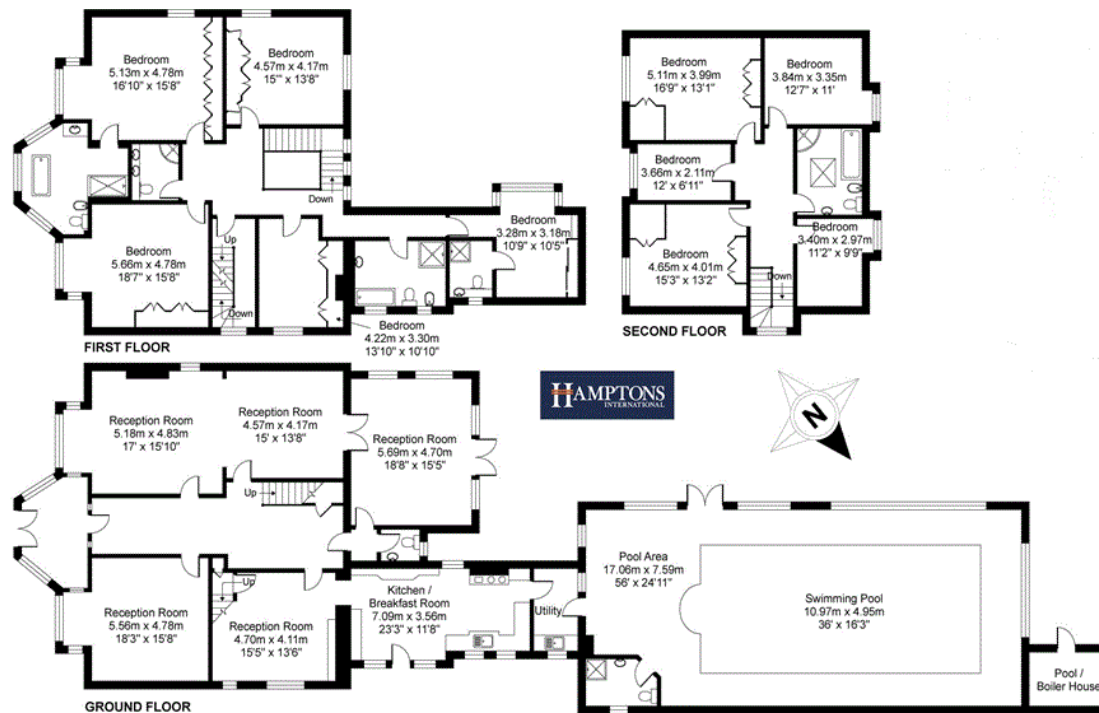 Bedroom
5.13m x 4.78m
16'10" x 15'8"
Bedroom
4.57m x 4.17m
15'" x 13'8"
Down
Bedroom
3.28m x 3.18m
10'9" x 10'5"
Bedroom
5.66m x 4.78m
18'7" x 15'8"
Up
Down
Bedroom
4.22m x 3.30m
13'10" x 10'10"
FIRST FLOOR
Bedroom
5.11m x 3.99m
16'9" x 13'1"
Bedroom
3.84m x 3.35m
12'7" x 11'
Bedroom
3.66m x 2.11m
12' x 6'11"
Bedroom
3.40m x 2.97m
11'2" x 9'9"
Bedroom
4.65m x 4.01m
15'3" x 13'2"
Down
SECOND FLOOR
HAMPTONS
INTERNATIONAL
N
Reception Room
5.18m x 4.83m
17' x 15'10"
Reception Room
4.57m x 4.17m
15' x 13'8"
Reception Room
5.69m x 4.70m
18'8" x 15'5"
Up
Up
Reception Room
5.56m x 4.78m
18'3" x 15'8"
Reception Room
4.70m x 4.11m
15'5" x 13'6"
Kitchen /
Breakfast Room
7.09m x 3.56m
23'3" x 11'8"
Utility
Pool Area
17.06m x 7.59m
56' x 24'11"
Swimming Pool
10.97m x 4.95m
36' x 16'3"
Pool /
Boiler House
GROUND FLOOR